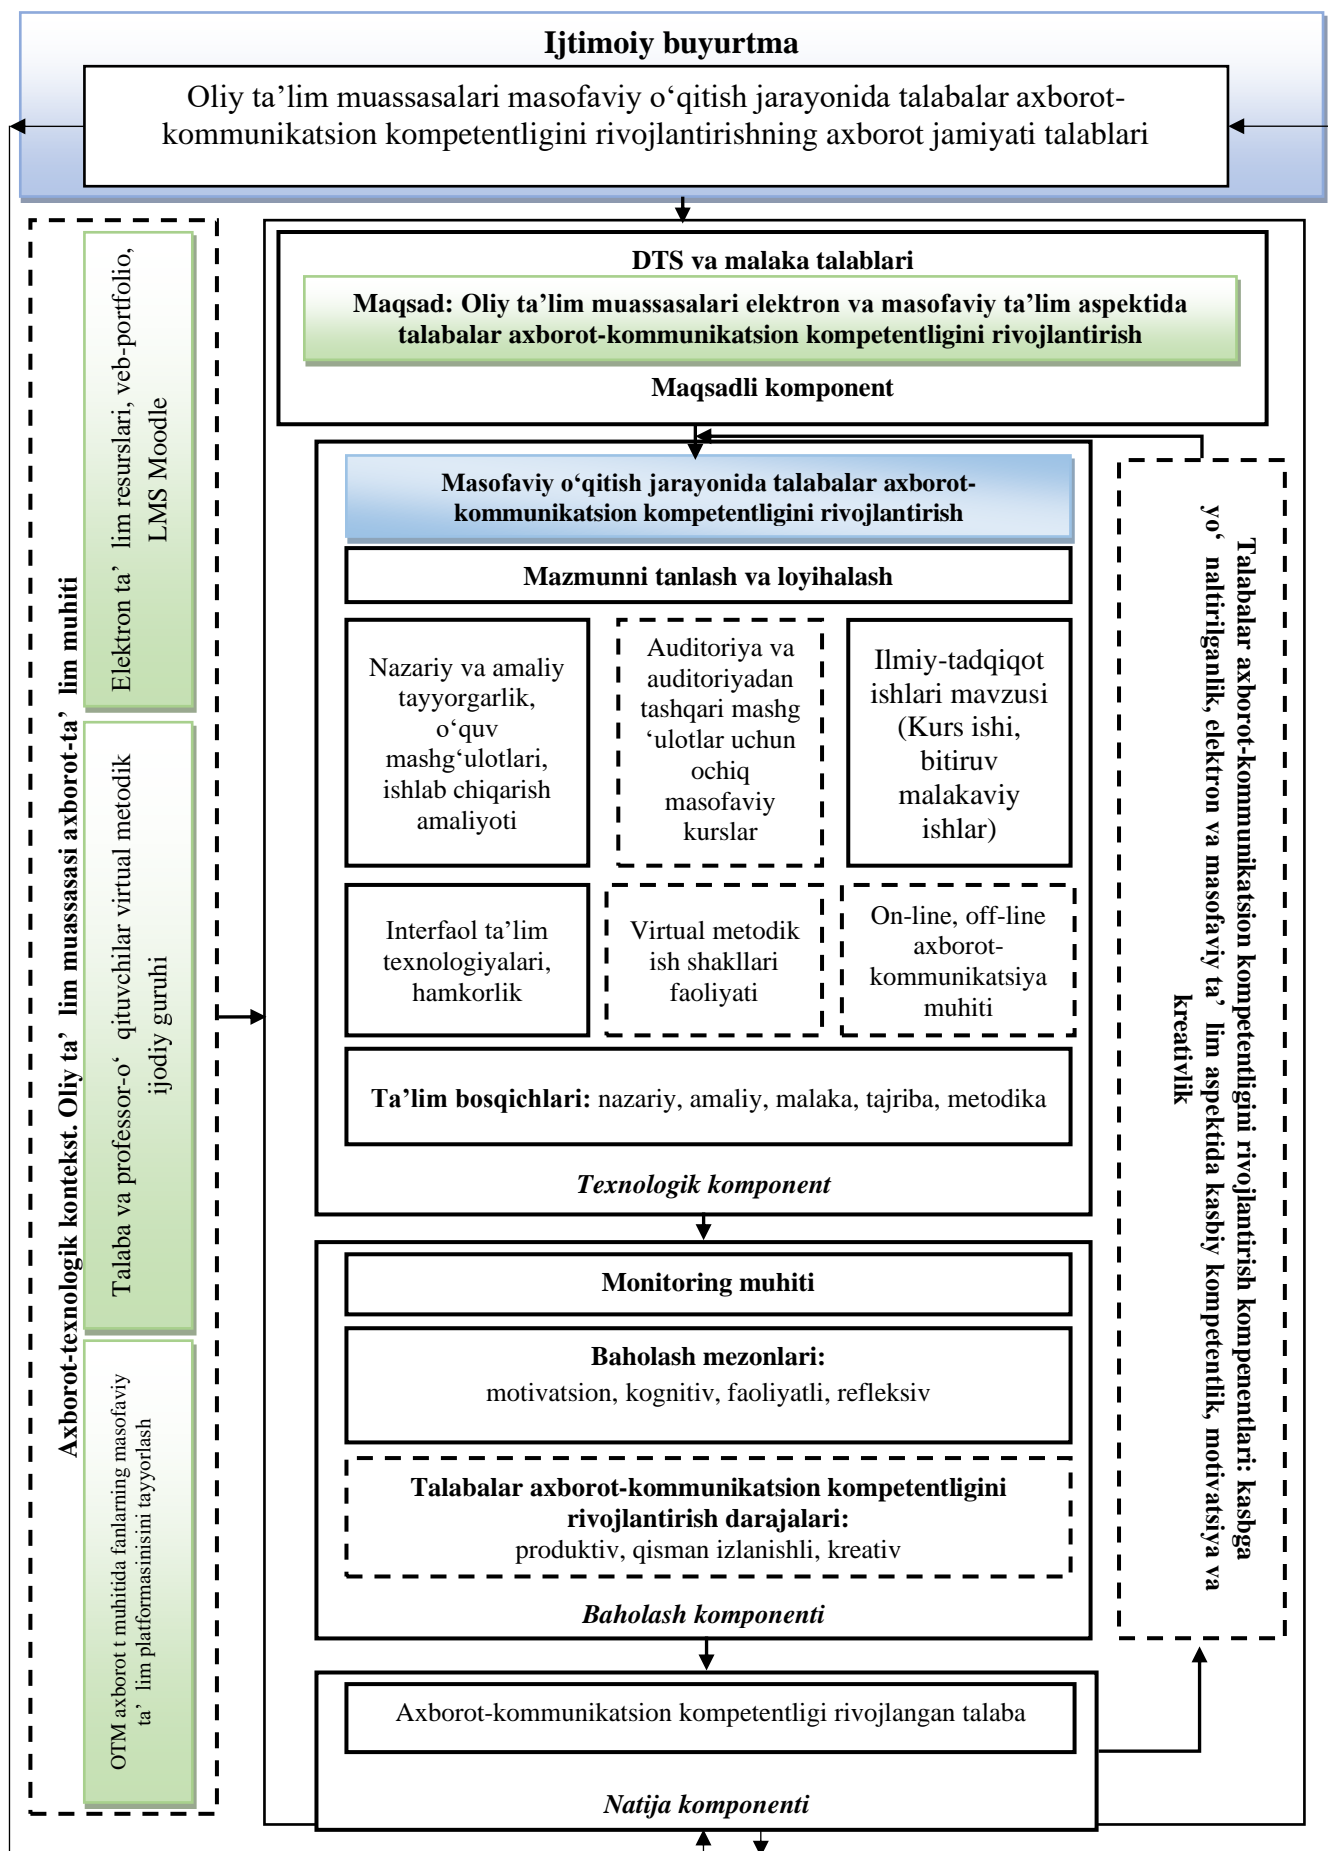 Ijtimoiy buyurtma
Oliy ta’lim muassasalari masofaviy o‘qitish jarayonida talabalar axborot-
kommunikatsion kompetentligini rivojlantirishning axborot jamiyati talablari
Axborot-texnologik kontekst. Oliy ta’ lim muassasasi axborot-ta’ lim muhiti
Elektron ta’ lim resurslari, veb-portfolio,
LMS Moodle
Talaba va professor-o‘ qituvchilar virtual metodik
ijodiy guruhi
OTM axborot t muhitida fanlarning masofaviy
ta’ lim platformasinisini tayyorlash
DTS va malaka talablari
Maqsad: Oliy ta’lim muassasalari elektron va masofaviy ta’lim aspektida
talabalar axborot-kommunikatsion kompetentligini rivojlantirish
Maqsadli komponent
Masofaviy o‘qitish jarayonida talabalar axborot-
kommunikatsion kompetentligini rivojlantirish
Mazmunni tanlash va loyihalash
Nazariy va amaliy
tayyorgarlik,
o‘quv
mashg‘ulotlari,
ishlab chiqarish
amaliyoti
Auditoriya va
auditoriyadan
tashqari mashg
‘ulotlar uchun
ochiq
masofaviy
kurslar
Ilmiy-tadqiqot
ishlari mavzusi
(Kurs ishi,
bitiruv
malakaviy
ishlar)
Interfaol ta’lim
texnologiyalari,
hamkorlik
Virtual metodik
ish shakllari
faoliyati
On-line, off-line
axborot-
kommunikatsiya
muhiti
Ta’lim bosqichlari: nazariy, amaliy, malaka, tajriba, metodika
Texnologik komponent
Monitoring muhiti
Baholash mezonlari:
motivatsion, kognitiv, faoliyatli, refleksiv
Talabalar axborot-kommunikatsion kompetentligini
rivojlantirish darajalari:
produktiv, qisman izlanishli, kreativ
Baholash komponenti
Axborot-kommunikatsion kompetentligi rivojlangan talaba
Natija komponenti
Talabalar axborot-kommunikatsion kompetentligini rivojlantirish kompenentlari: kasbga
yo‘ naltirilganlik, elektron va masofaviy ta’ lim aspektida kasbiy kompetentlik, motivatsiya va
kreativlik